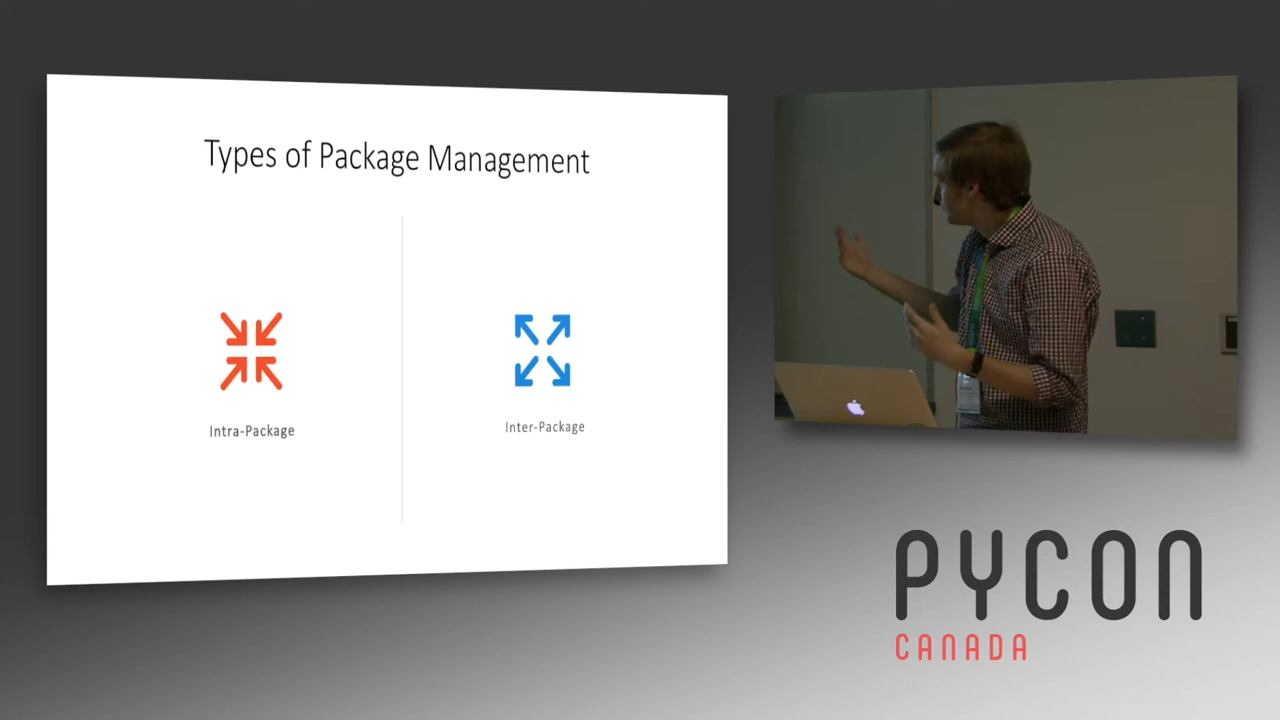 Types of Package Management
Intra-Package
Inter-Package
PYCON
CANADA